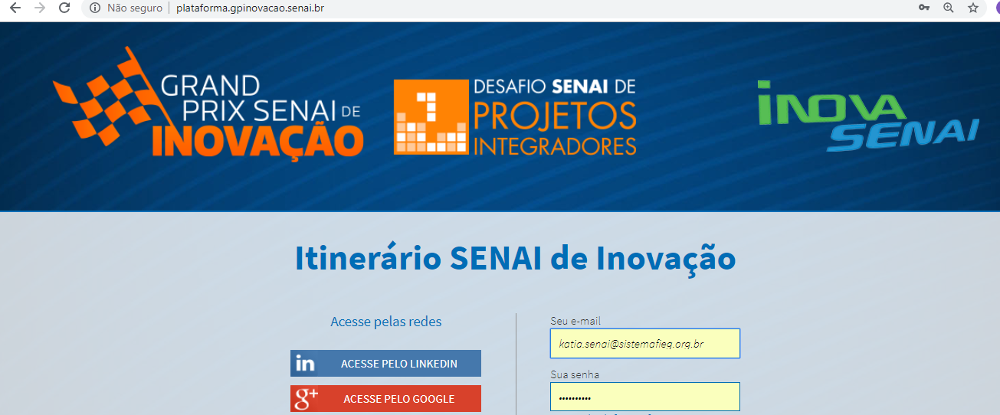 Não seguro | plataforma.gpinovacao.senai.br
GRAND
PRIX SENAI DE
INOVAÇÃO
DESAFIO SENAI DE
PROJETOS
INTEGRADORES
INOVA
SENAI
Itinerário SENAI de Inovação
Acesse pelas redes
in ACESSE PELO LINKEDIN
g+ ACESSE PELO GOOGLE
Seu e-mail
katia.senai@sistemafieg.org.br
Sua senha
••••••••••